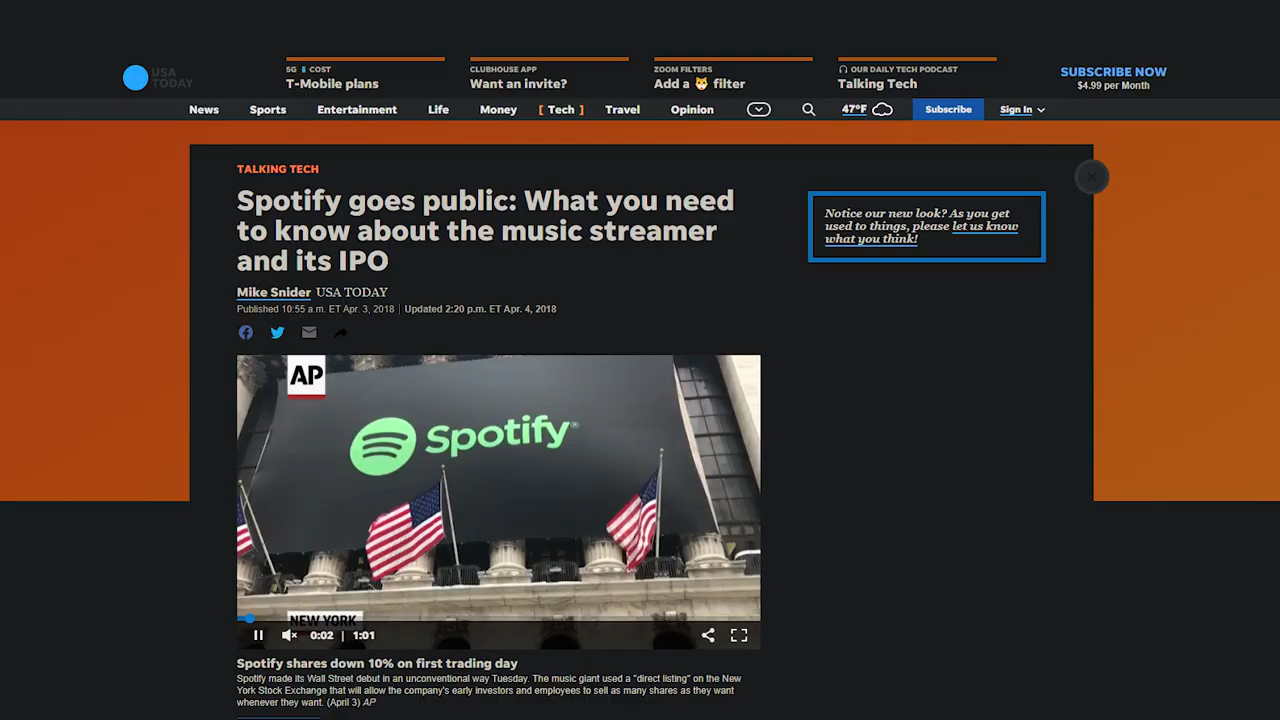 USA
TODAY
5G COST
T-Mobile plans
CLUBHOUSE APP
Want an invite?
ZOOM FILTERS
Add a 🐱 filter
OUR DAILY TECH PODCAST
Talking Tech
SUBSCRIBE NOW
$4.99 per Month
News Sports Entertainment Life Money [ Tech ] Travel Opinion 47°F Subscribe Sign In
TALKING TECH
Spotify goes public: What you need
to know about the music streamer
and its IPO
Mike Snider USA TODAY
Published 10:55 a.m. ET Apr. 3, 2018 | Updated 2:20 p.m. ET Apr. 4, 2018
Notice our new look? As you get
used to things, please let us know
what you think!
AP
Spotify®
NEW YORK
0:02 | 1:01
Spotify shares down 10% on first trading day
Spotify made its Wall Street debut in an unconventional way Tuesday. The music giant used a "direct listing" on the New
York Stock Exchange that will allow the company's early investors and employees to sell as many shares as they want
whenever they want. (April 3) AP